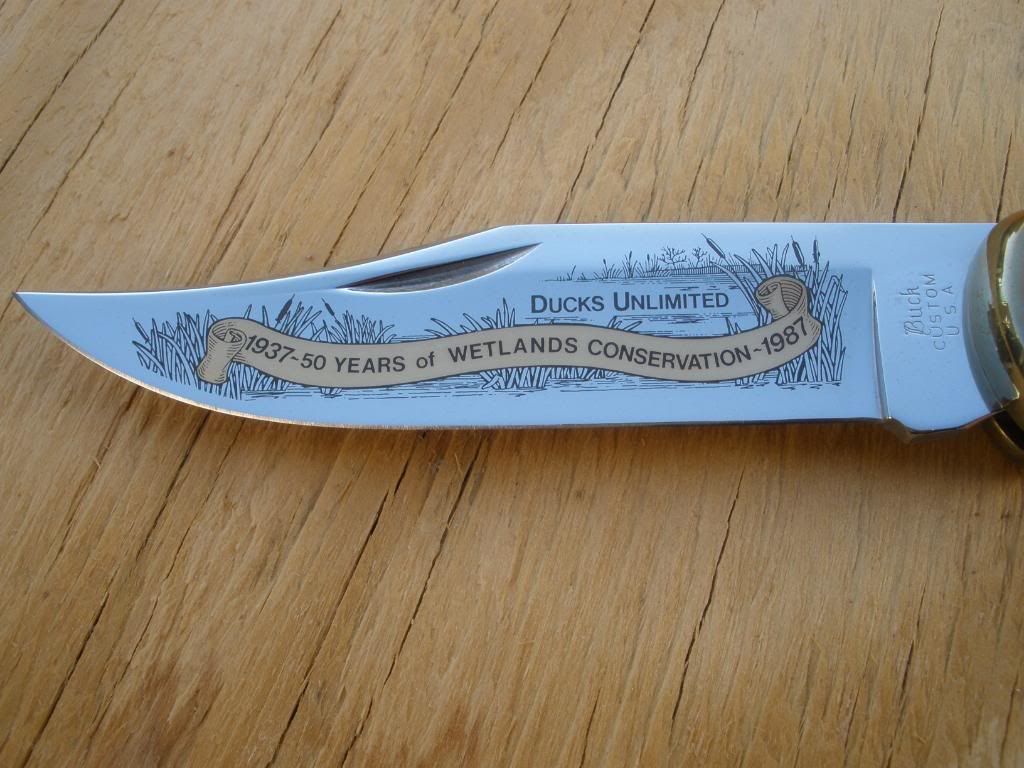 DUCKS UNLIMITED
1937-50 YEARS of WETLANDS CONSERVATION-1987
Buck
CUSTOM
U S A